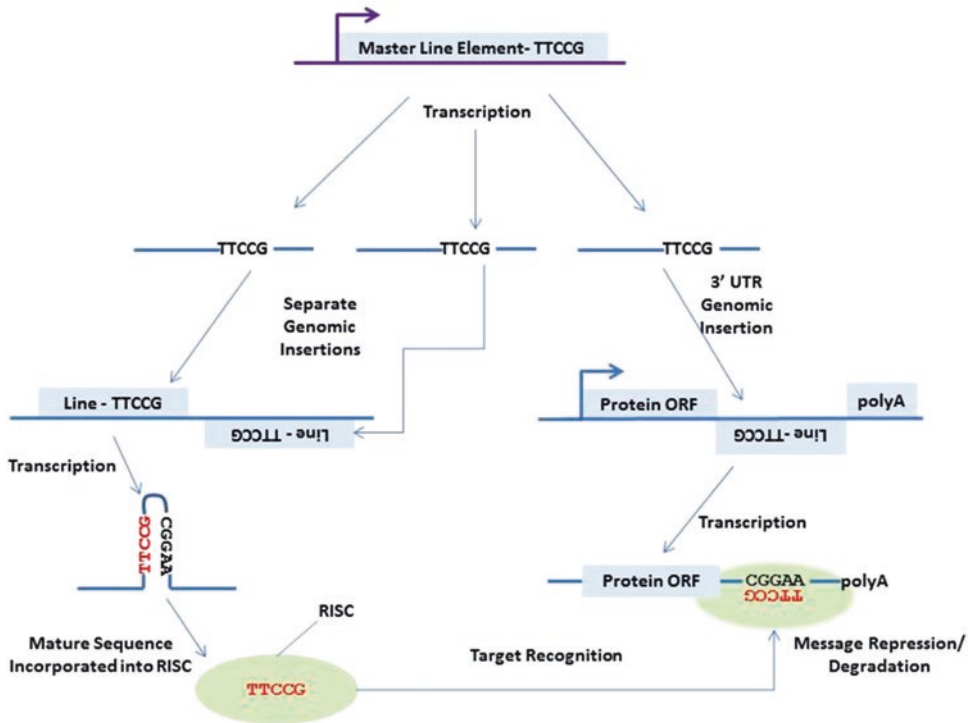 Master Line Element- TTCCG
Transcription
TTCCG
TTCCG
TTCCG
Separate
Genomic
Insertions
3' UTR
Genomic
Insertion
Line - TTCCG
Line - TTCCG
Protein ORF
polyA
Line -TTCCG
Transcription
TTCCG
CGGAA
Transcription
Protein ORF
CGGAA
polyA
TTCCG
Mature Sequence
Incorporated into RISC
RISC
TTCCG
Target Recognition
Message Repression/
Degradation